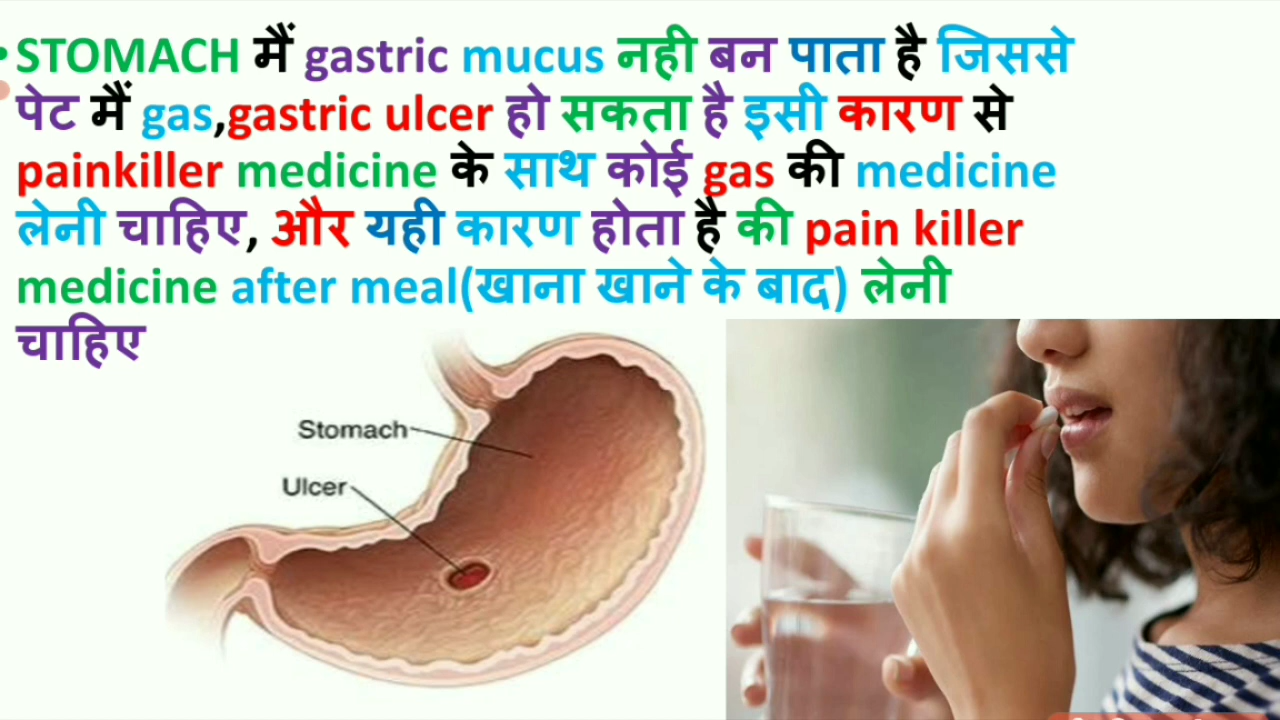 • STOMACH मैं gastric mucus नही बन पाता है जिससे
पेट मैं gas,gastric ulcer हो सकता है इसी कारण से
painkiller medicine के साथ कोई gas की medicine
लेनी चाहिए, और यही कारण होता है की pain killer
medicine after meal(खाना खाने के बाद) लेनी
चाहिए
Stomach
Ulcer